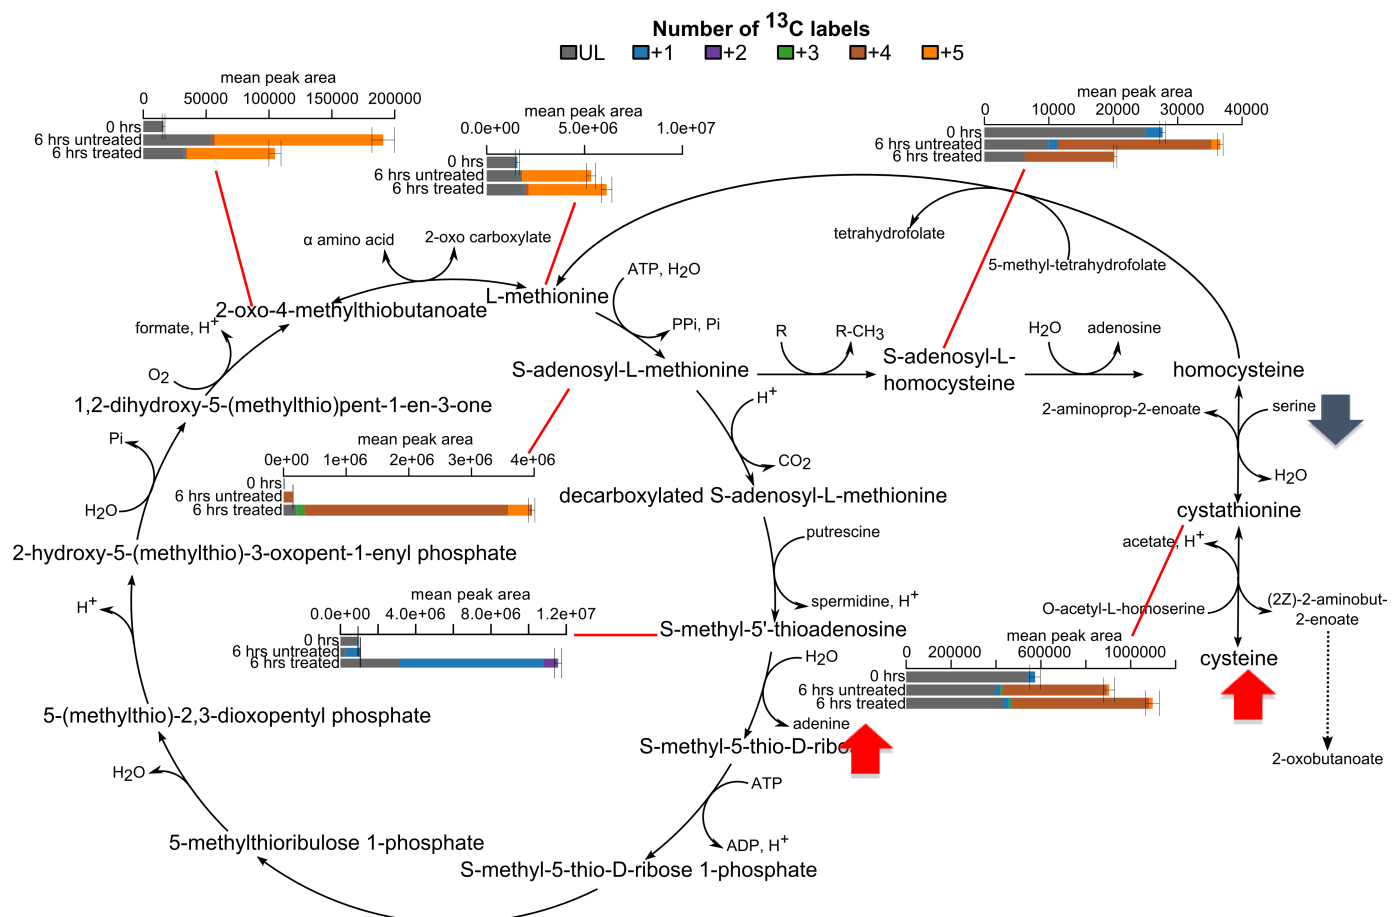 Number of 13C labels
UL +1 +2 +3 +4 +5
mean peak area
0 50000 100000 150000 200000
0 hrs
6 hrs untreated
6 hrs treated
mean peak area
0.0e+00 5.0e+06 1.0e+07
0 hrs
6 hrs untreated
6 hrs treated
mean peak area
0 10000 20000 30000 40000
0 hrs
6 hrs untreated
6 hrs treated
α amino acid
2-oxo carboxylate
tetrahydrofolate
5-methyl-tetrahydrofolate
2-oxo-4-methylthiobutanoate
L-methionine
ATP, H2O
PPi, Pi
formate, H+
O2
R
R-CH3
H2O
adenosine
S-adenosyl-L-methionine
S-adenosyl-L-
homocysteine
homocysteine
1,2-dihydroxy-5-(methylthio)pent-1-en-3-one
H+
CO2
2-aminoprop-2-enoate
serine
H2O
Pi
H2O
mean peak area
0e+00 1e+06 2e+06 3e+06 4e+06
0 hrs
6 hrs untreated
6 hrs treated
decarboxylated S-adenosyl-L-methionine
cystathionine
putrescine
spermidine, H+
acetate, H+
O-acetyl-L-homoserine
(2Z)-2-aminobut-
2-enoate
2-hydroxy-5-(methylthio)-3-oxopent-1-enyl phosphate
H+
mean peak area
0.0e+00 4.0e+06 8.0e+06 1.2e+07
0 hrs
6 hrs untreated
6 hrs treated
S-methyl-5'-thioadenosine
H2O
adenine
mean peak area
0 200000 600000 1000000
0 hrs
6 hrs untreated
6 hrs treated
cysteine
2-oxobutanoate
5-(methylthio)-2,3-dioxopentyl phosphate
S-methyl-5-thio-D-ribo
H2O
ATP
ADP, H+
5-methylthioribulose 1-phosphate
S-methyl-5-thio-D-ribose 1-phosphate